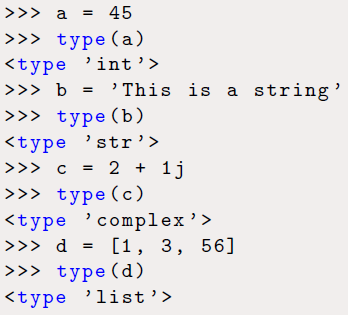 >>> a = 45
>>> type(a)
<type ’int’>
>>> b = ’This is a string’
>>> type(b)
<type ’str’>
>>> c = 2 + 1j
>>> type(c)
<type ’complex’>
>>> d = [1, 3, 56]
>>> type(d)
<type ’list’>